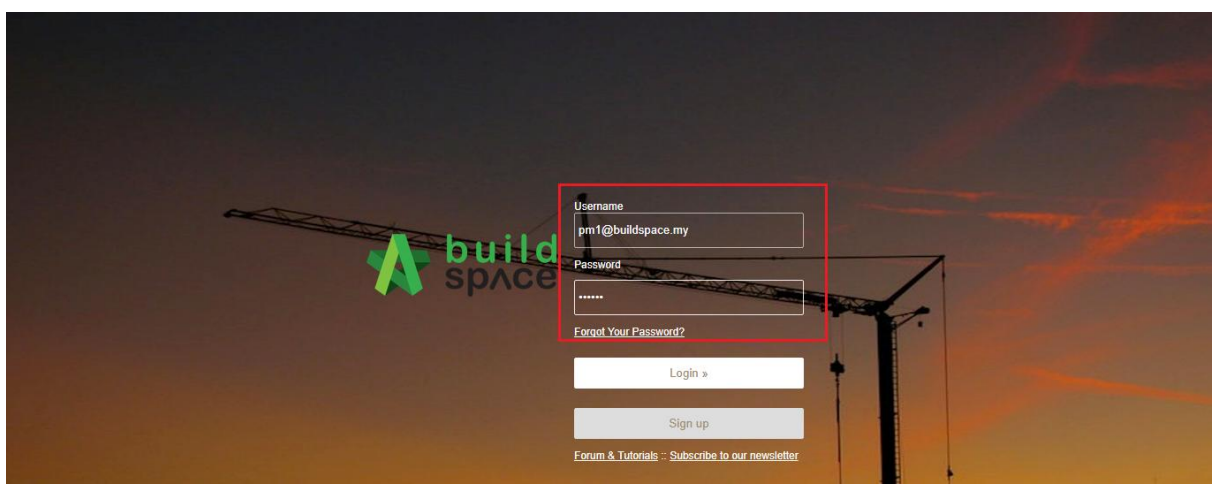 Username
pm1@buildspace.my
build
spʌce
Password
••••••
Forgot Your Password?
Login »
Sign up
Forum & Tutorials :: Subscribe to our newsletter